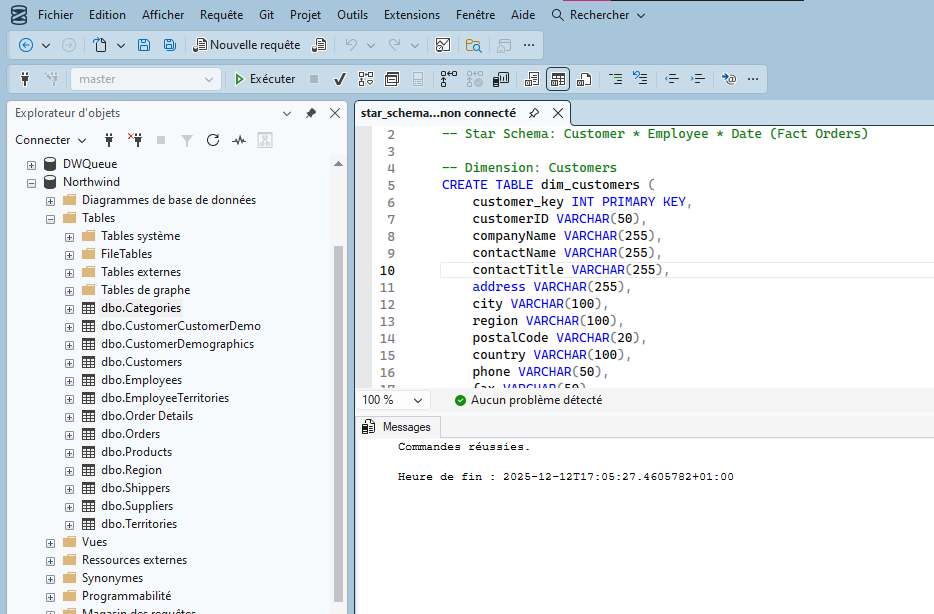 Fichier Edition Afficher Requête Git Projet Outils Extensions Fenêtre Aide Rechercher
Nouvelle requête
master Exécuter
Explorateur d'objets
Connecter
DWQueue
Northwind
Diagrammes de base de données
Tables
Tables système
FileTables
Tables externes
Tables de graphe
dbo.Categories
dbo.CustomerCustomerDemo
dbo.CustomerDemographics
dbo.Customers
dbo.Employees
dbo.EmployeeTerritories
dbo.Order Details
dbo.Orders
dbo.Products
dbo.Region
dbo.Shippers
dbo.Suppliers
dbo.Territories
Vues
Ressources externes
Synonymes
Programmabilité
Magasin des requêtes
star_schema...non connecté
2 -- Star Schema: Customer * Employee * Date (Fact Orders)
3
4 -- Dimension: Customers
5 CREATE TABLE dim_customers (
6 customer_key INT PRIMARY KEY,
7 customerID VARCHAR(50),
8 companyName VARCHAR(255),
9 contactName VARCHAR(255),
10 contactTitle VARCHAR(255),
11 address VARCHAR(255),
12 city VARCHAR(100),
13 region VARCHAR(100),
14 postalCode VARCHAR(20),
15 country VARCHAR(100),
16 phone VARCHAR(50),
17 fax VARCHAR(50)
100 % Aucun problème détecté
Messages
Commandes réussies.
Heure de fin : 2025-12-12T17:05:27.4605782+01:00